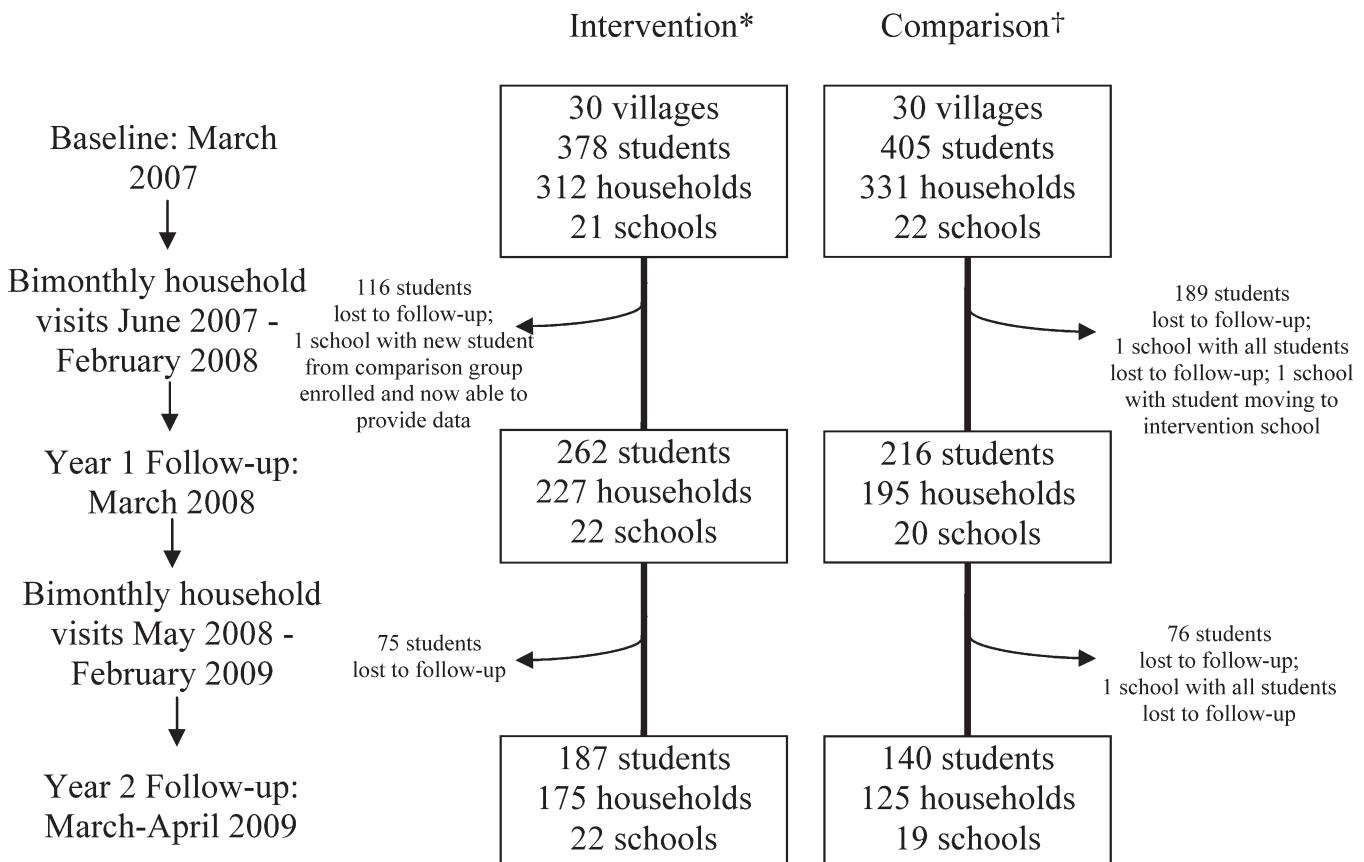 Intervention*
Comparison†
Baseline: March
2007
Bimonthly household
visits June 2007 -
February 2008
Year 1 Follow-up:
March 2008
Bimonthly household
visits May 2008 -
February 2009
Year 2 Follow-up:
March-April 2009
30 villages
378 students
312 households
21 schools
116 students
lost to follow-up;
1 school with new student
from comparison group
enrolled and now able to
provide data
262 students
227 households
22 schools
75 students
lost to follow-up
187 students
175 households
22 schools
30 villages
405 students
331 households
22 schools
189 students
lost to follow-up;
1 school with all students
lost to follow-up; 1 school
with student moving to
intervention school
216 students
195 households
20 schools
76 students
lost to follow-up;
1 school with all students
lost to follow-up
140 students
125 households
19 schools